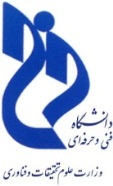 دانشگاه
فنی و حرفه‌ای
وزارت علوم تحقیقات و فناوری